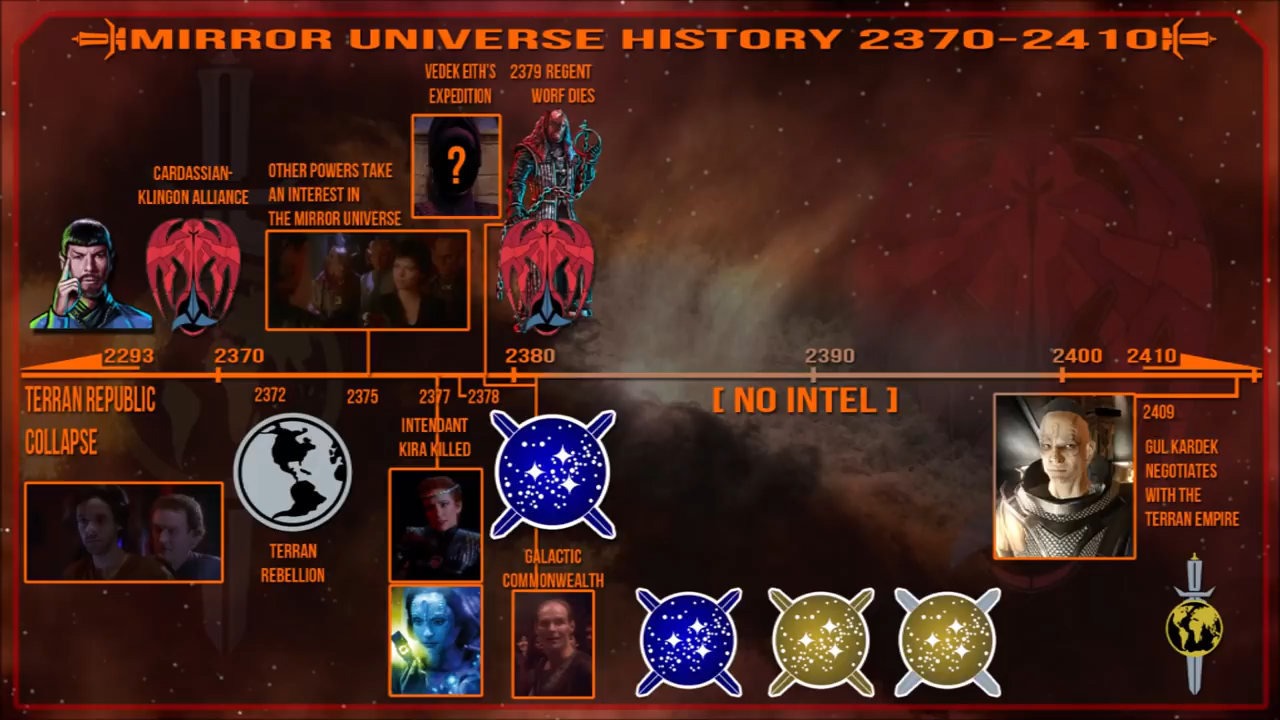 MIRROR UNIVERSE HISTORY 2370-2410
VEDEK EITH'S
EXPEDITION
2379 REGENT
WORF DIES
?
CARDASSIAN-
KLINGON ALLIANCE
OTHER POWERS TAKE
AN INTEREST IN
THE MIRROR UNIVERSE
2293
2370
2380
2390
2400
2410
TERRAN REPUBLIC
COLLAPSE
2372
2375
2377
2378
[ NO INTEL ]
INTENDANT
KIRA KILLED
2409
GUL KARDEK
NEGOTIATES
WITH THE
TERRAN EMPIRE
TERRAN
REBELLION
GALACTIC
COMMONWEALTH